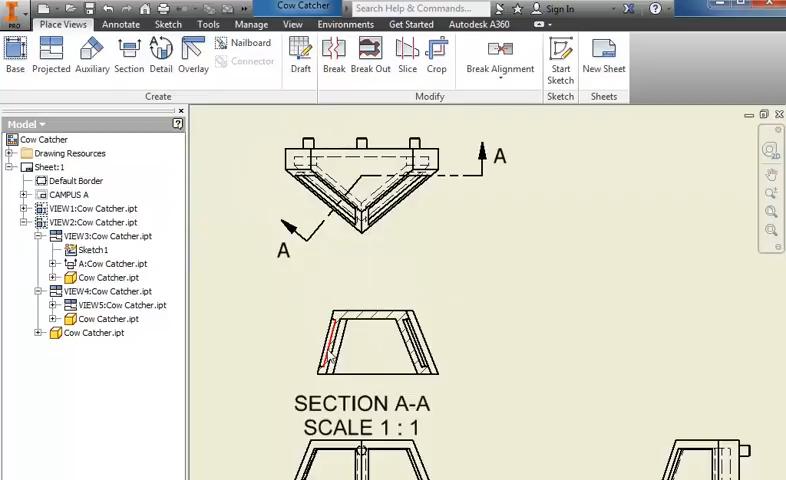 PRO
Cow Catcher
Search Help & Commands...
Sign In
Place Views Annotate Sketch Tools Manage View Environments Get Started Autodesk A360
Base Projected Auxiliary Section Detail Overlay
Nailboard
Connector
Draft Break Break Out Slice Crop Break Alignment Start Sketch New Sheet
Create Modify Sketch Sheets
Model
Cow Catcher
Drawing Resources
Sheet:1
Default Border
CAMPUS A
VIEW1:Cow Catcher.ipt
VIEW2:Cow Catcher.ipt
VIEW3:Cow Catcher.ipt
Sketch1
A:Cow Catcher.ipt
Cow Catcher.ipt
VIEW4:Cow Catcher.ipt
VIEW5:Cow Catcher.ipt
Cow Catcher.ipt
Cow Catcher.ipt
A
A
SECTION A-A
SCALE 1 : 1
2D